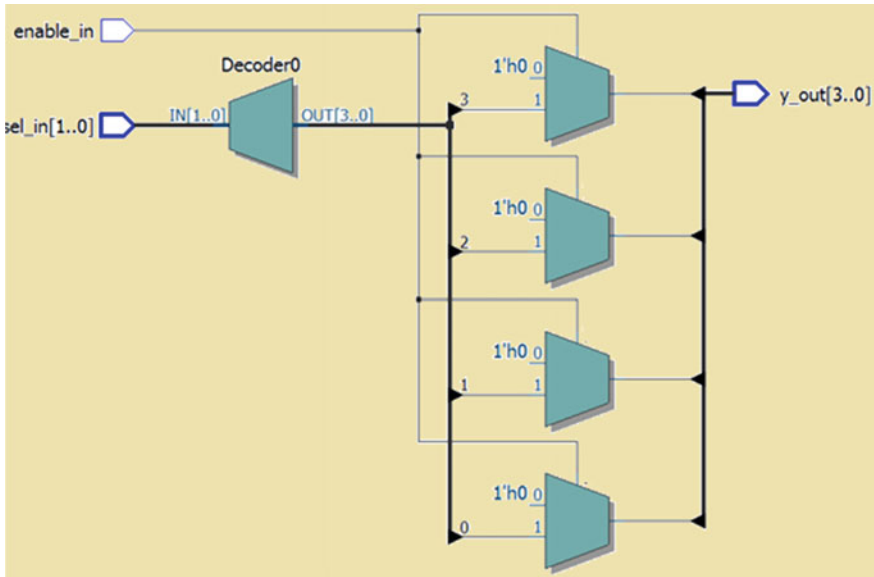 enable_in
Decoder0
1'h0 0
3
1
y_out[3..0]
sel_in[1..0]
IN[1..0]
OUT[3..0]
1'h0 0
2
1
1'h0 0
1
1
1'h0 0
0
1